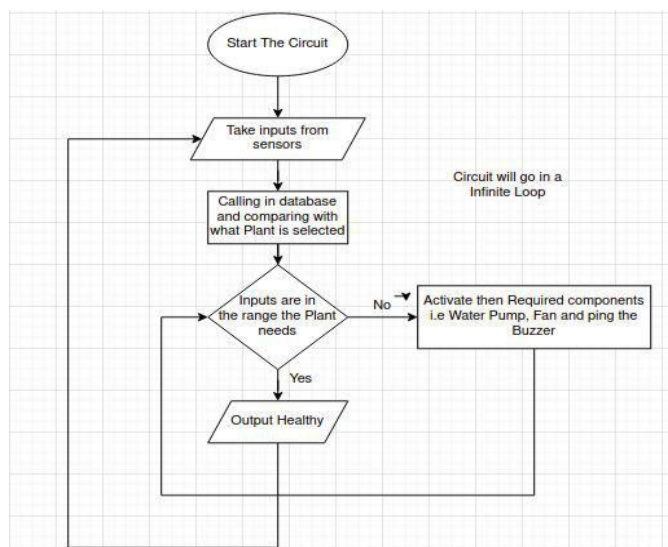 Start The Circuit
Take inputs from
sensors
Circuit will go in a
Infinite Loop
Calling in database
and comparing with
what Plant is selected
Inputs are in
the range the Plant
needs
No
Activate then Required components
i.e Water Pump, Fan and ping the
Buzzer
Yes
Output Healthy